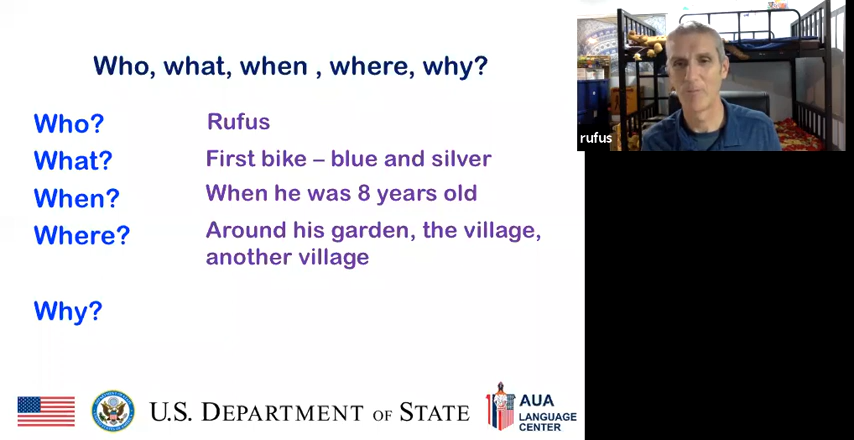 Who, what, when , where, why?
Who? Rufus
What? First bike – blue and silver
When? When he was 8 years old
Where? Around his garden, the village,
another village
Why?
rufus
U.S. DEPARTMENT OF STATE
AUA
LANGUAGE
CENTER